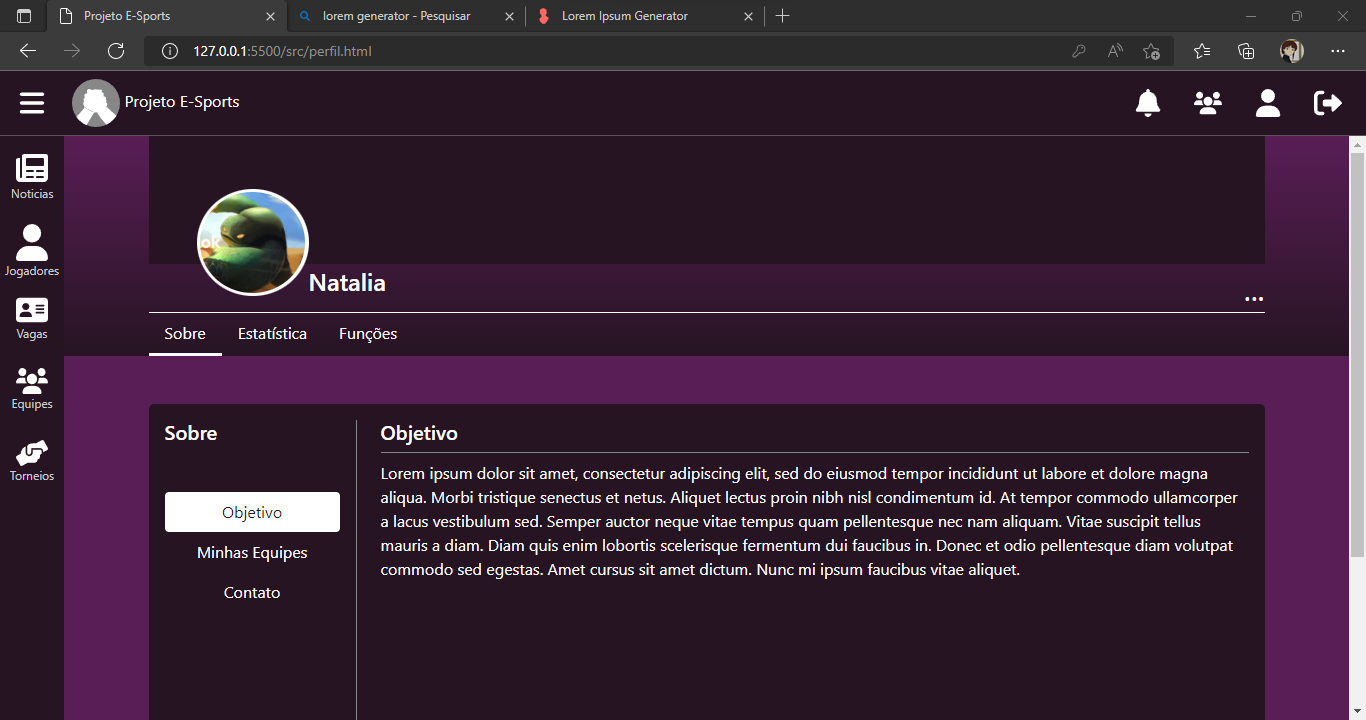 Projeto E-Sports
lorem generator - Pesquisar
Lorem Ipsum Generator
127.0.0.1:5500/src/perfil.html
Projeto E-Sports
Noticias
Jogadores
Vagas
Equipes
Torneios
ok
Natalia
Sobre
Estatística
Funções
Sobre
Objetivo
Minhas Equipes
Contato
Objetivo
Lorem ipsum dolor sit amet, consectetur adipiscing elit, sed do eiusmod tempor incididunt ut labore et dolore magna
aliqua. Morbi tristique senectus et netus. Aliquet lectus proin nibh nisl condimentum id. At tempor commodo ullamcorper
a lacus vestibulum sed. Semper auctor neque vitae tempus quam pellentesque nec nam aliquam. Vitae suscipit tellus
mauris a diam. Diam quis enim lobortis scelerisque fermentum dui faucibus in. Donec et odio pellentesque diam volutpat
commodo sed egestas. Amet cursus sit amet dictum. Nunc mi ipsum faucibus vitae aliquet.